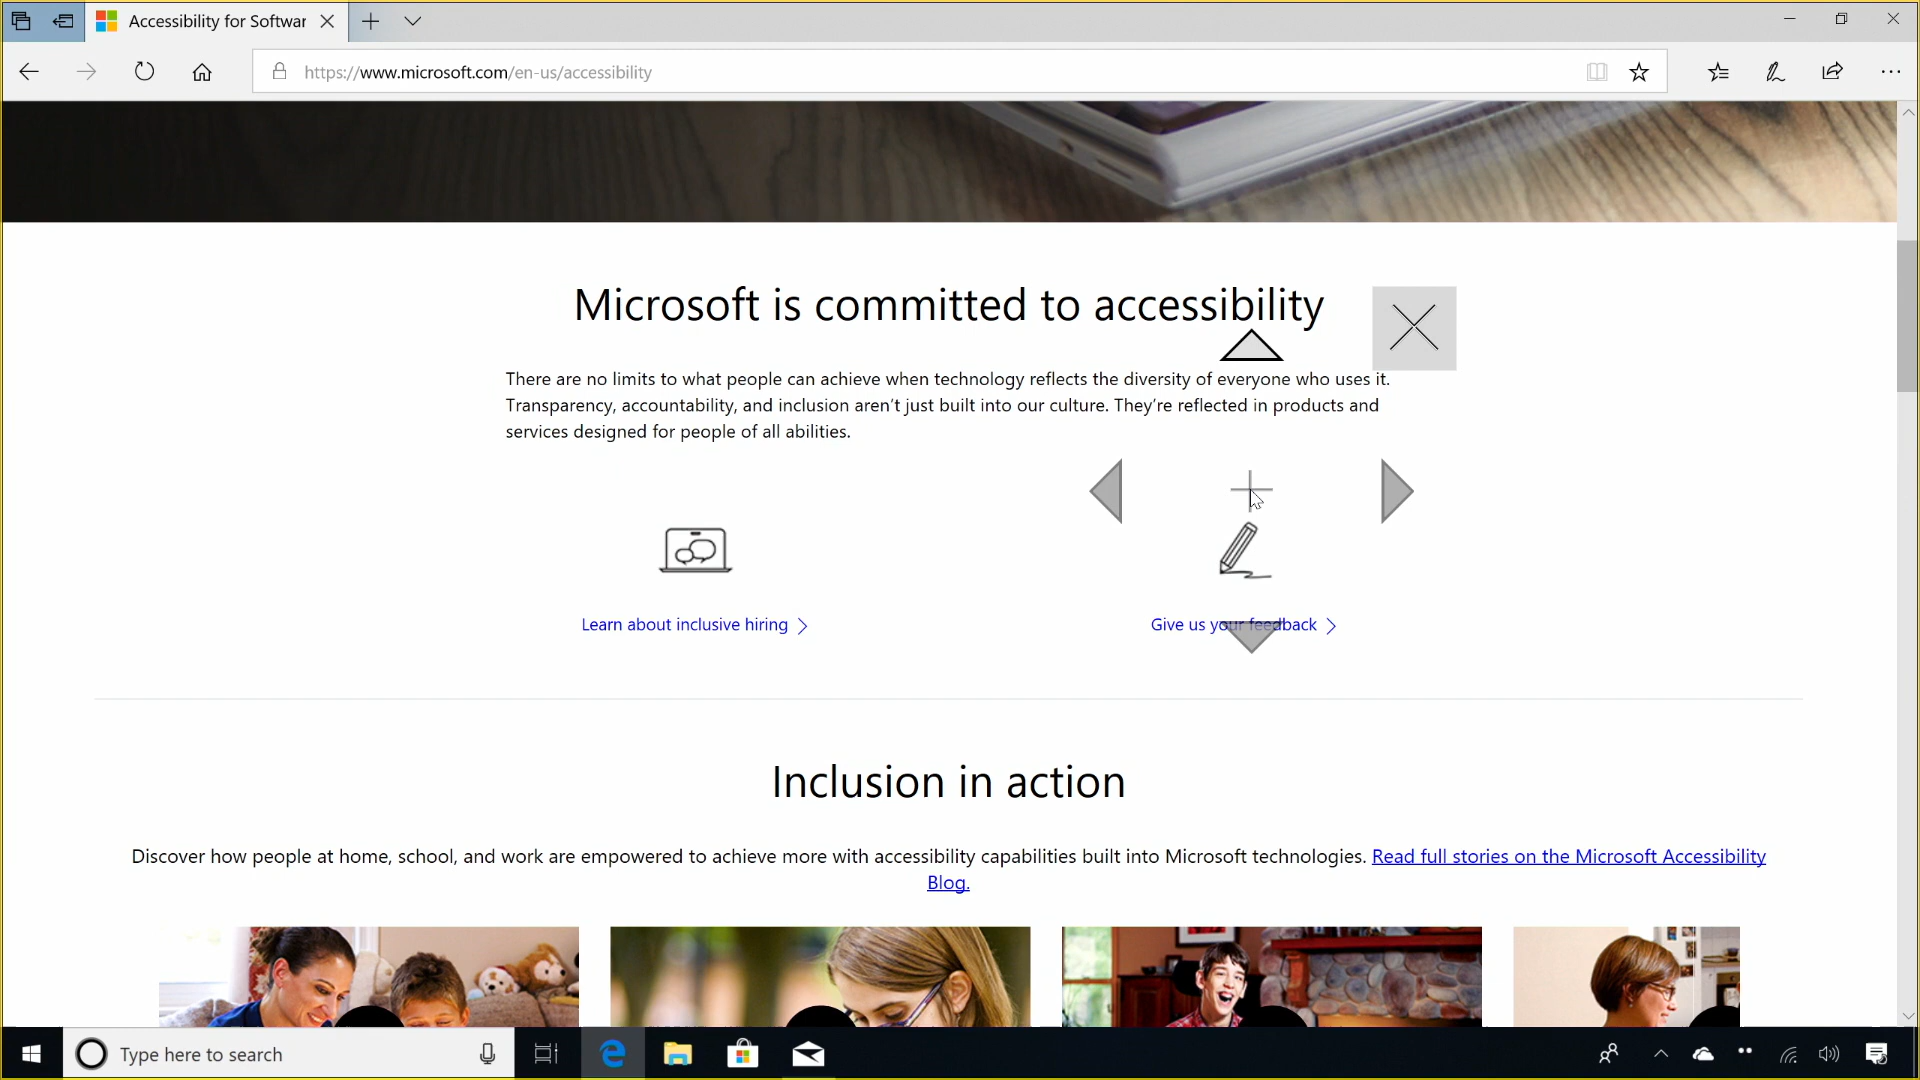 Accessibility for Softwar
https://www.microsoft.com/en-us/accessibility
Microsoft is committed to accessibility
There are no limits to what people can achieve when technology reflects the diversity of everyone who uses it.
Transparency, accountability, and inclusion aren't just built into our culture. They're reflected in products and
services designed for people of all abilities.
Learn about inclusive hiring
Give us your feedback
Inclusion in action
Discover how people at home, school, and work are empowered to achieve more with accessibility capabilities built into Microsoft technologies. Read full stories on the Microsoft Accessibility
Blog.
Type here to search